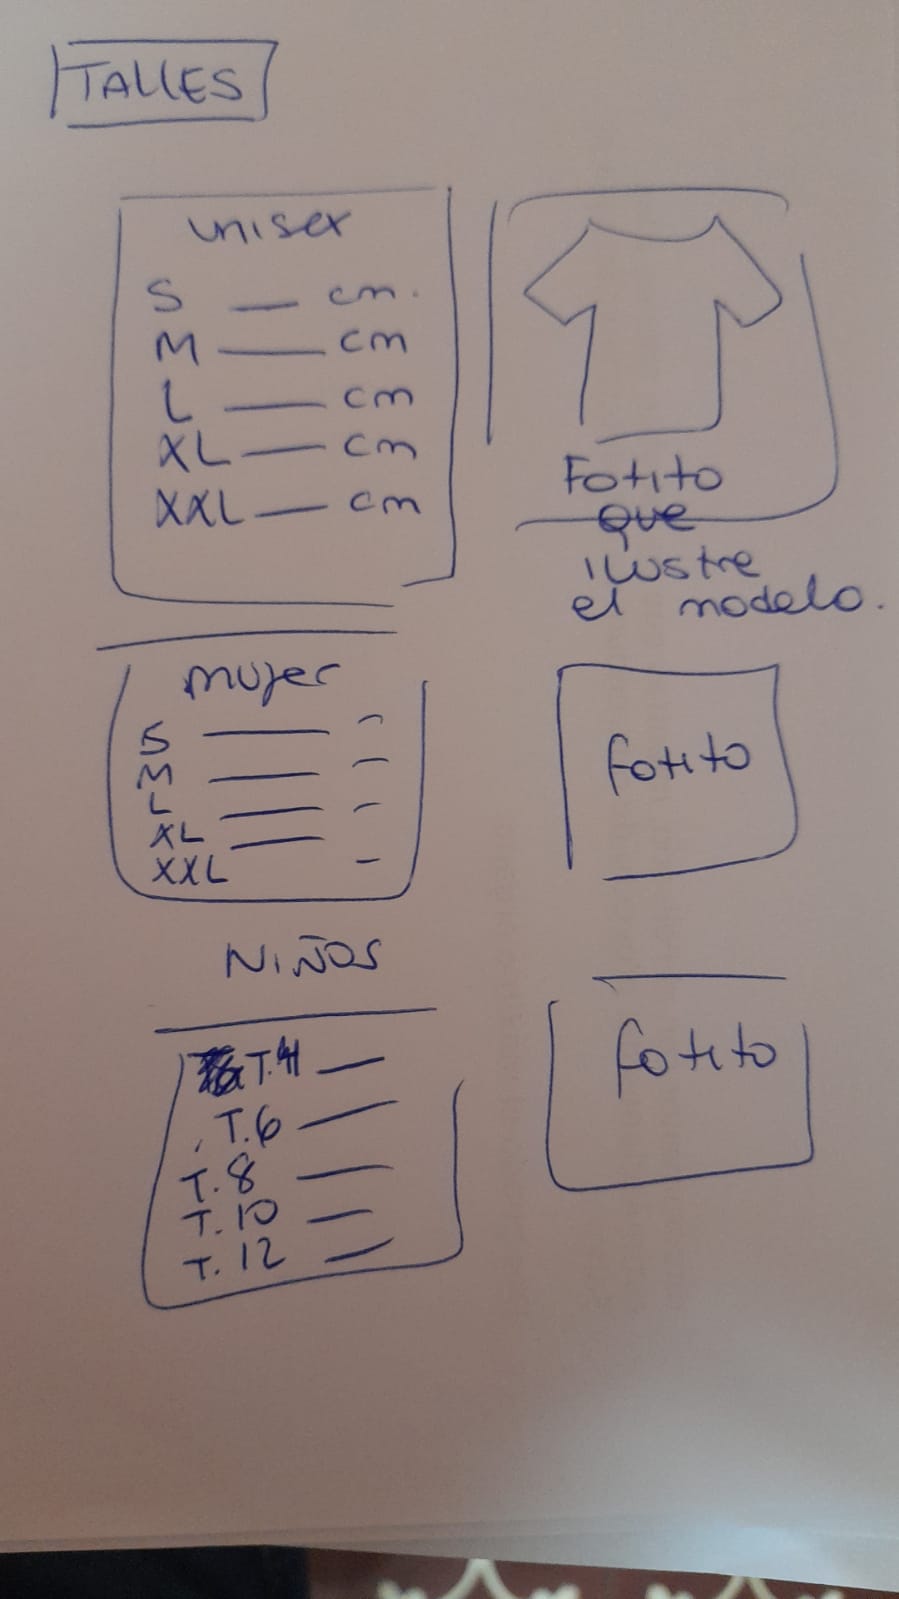 TALLES
unisex
S — cm.
M — cm
L — cm
XL — cm
XXL — cm
Fotito
que
ilustre
el modelo.
mujer
S — -
M — -
L — -
XL —
XXL -
fotito
NIÑOS
T.4 —
T.6 —
T.8 —
T.10 —
T.12 —
fotito